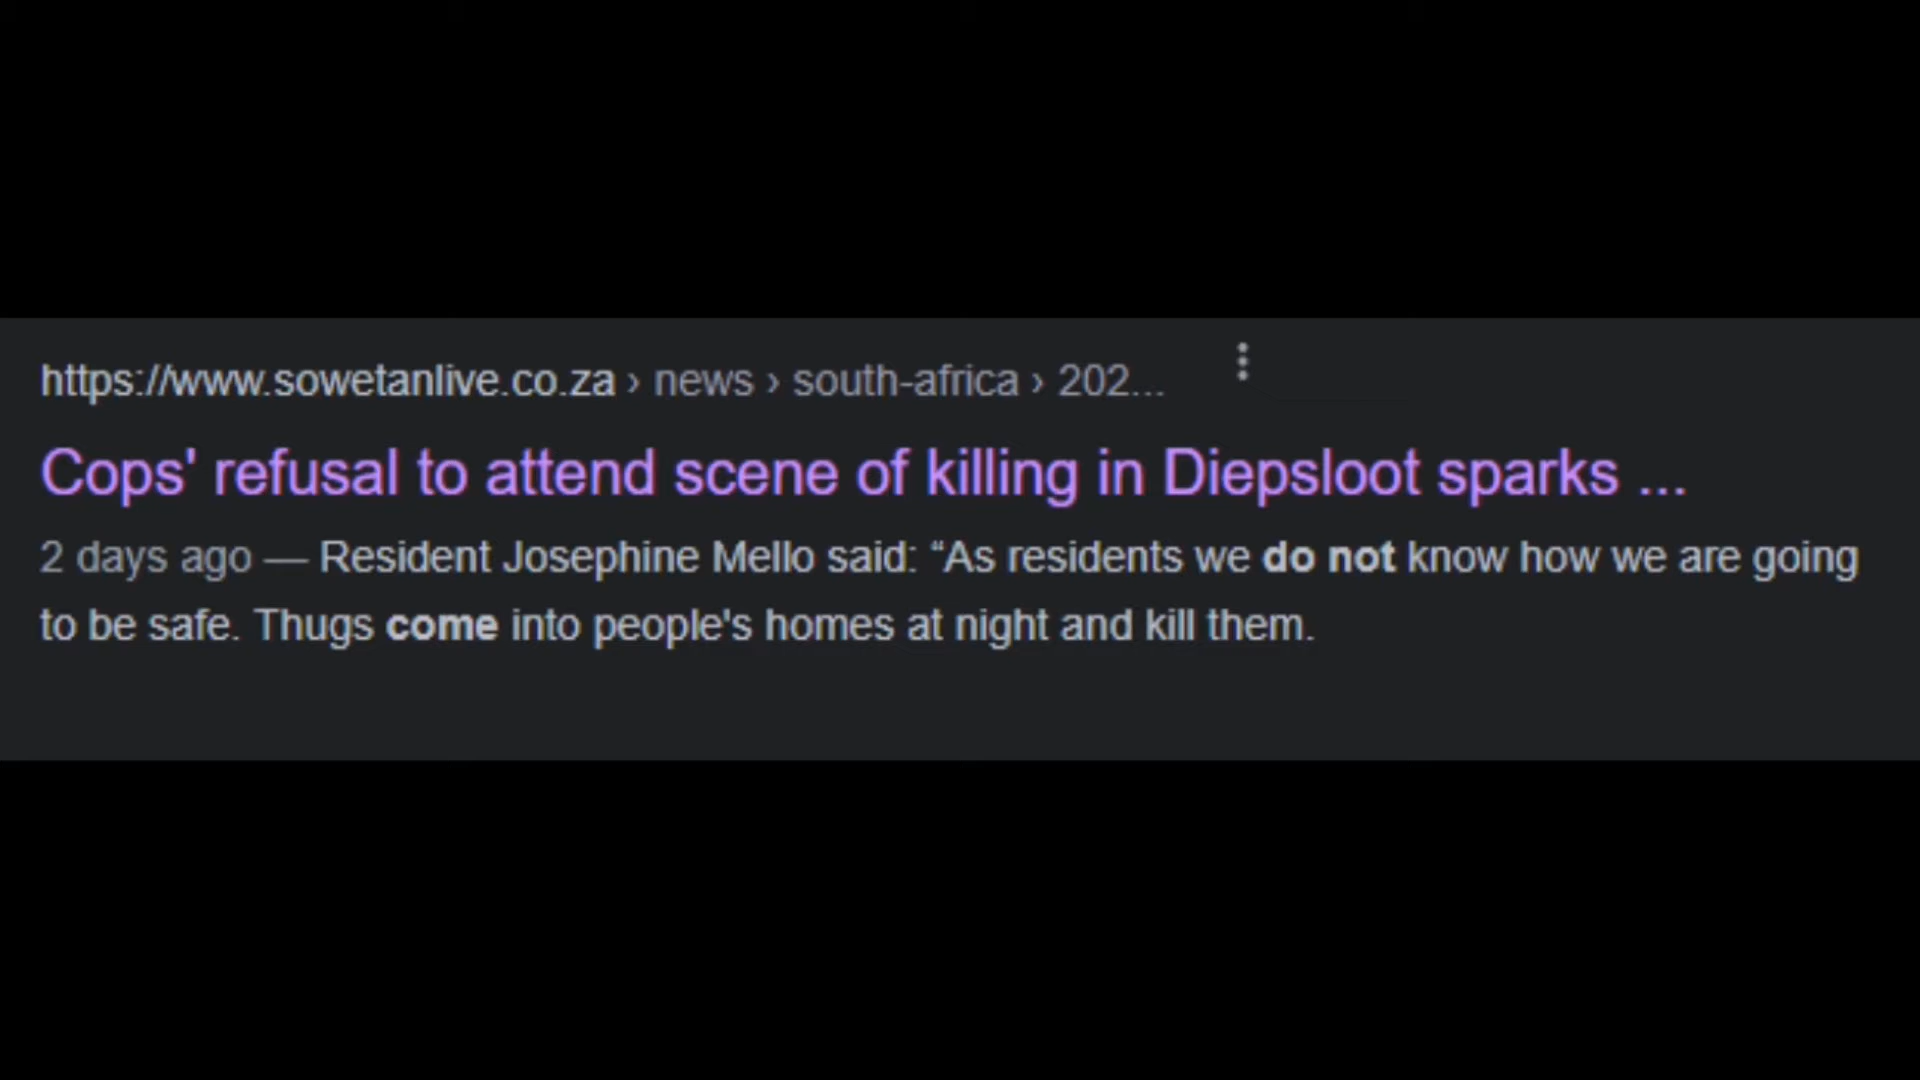 https://www.sowetanlive.co.za › news › south-africa › 202...
Cops' refusal to attend scene of killing in Diepsloot sparks ...
2 days ago — Resident Josephine Mello said: “As residents we do not know how we are going
to be safe. Thugs come into people's homes at night and kill them.